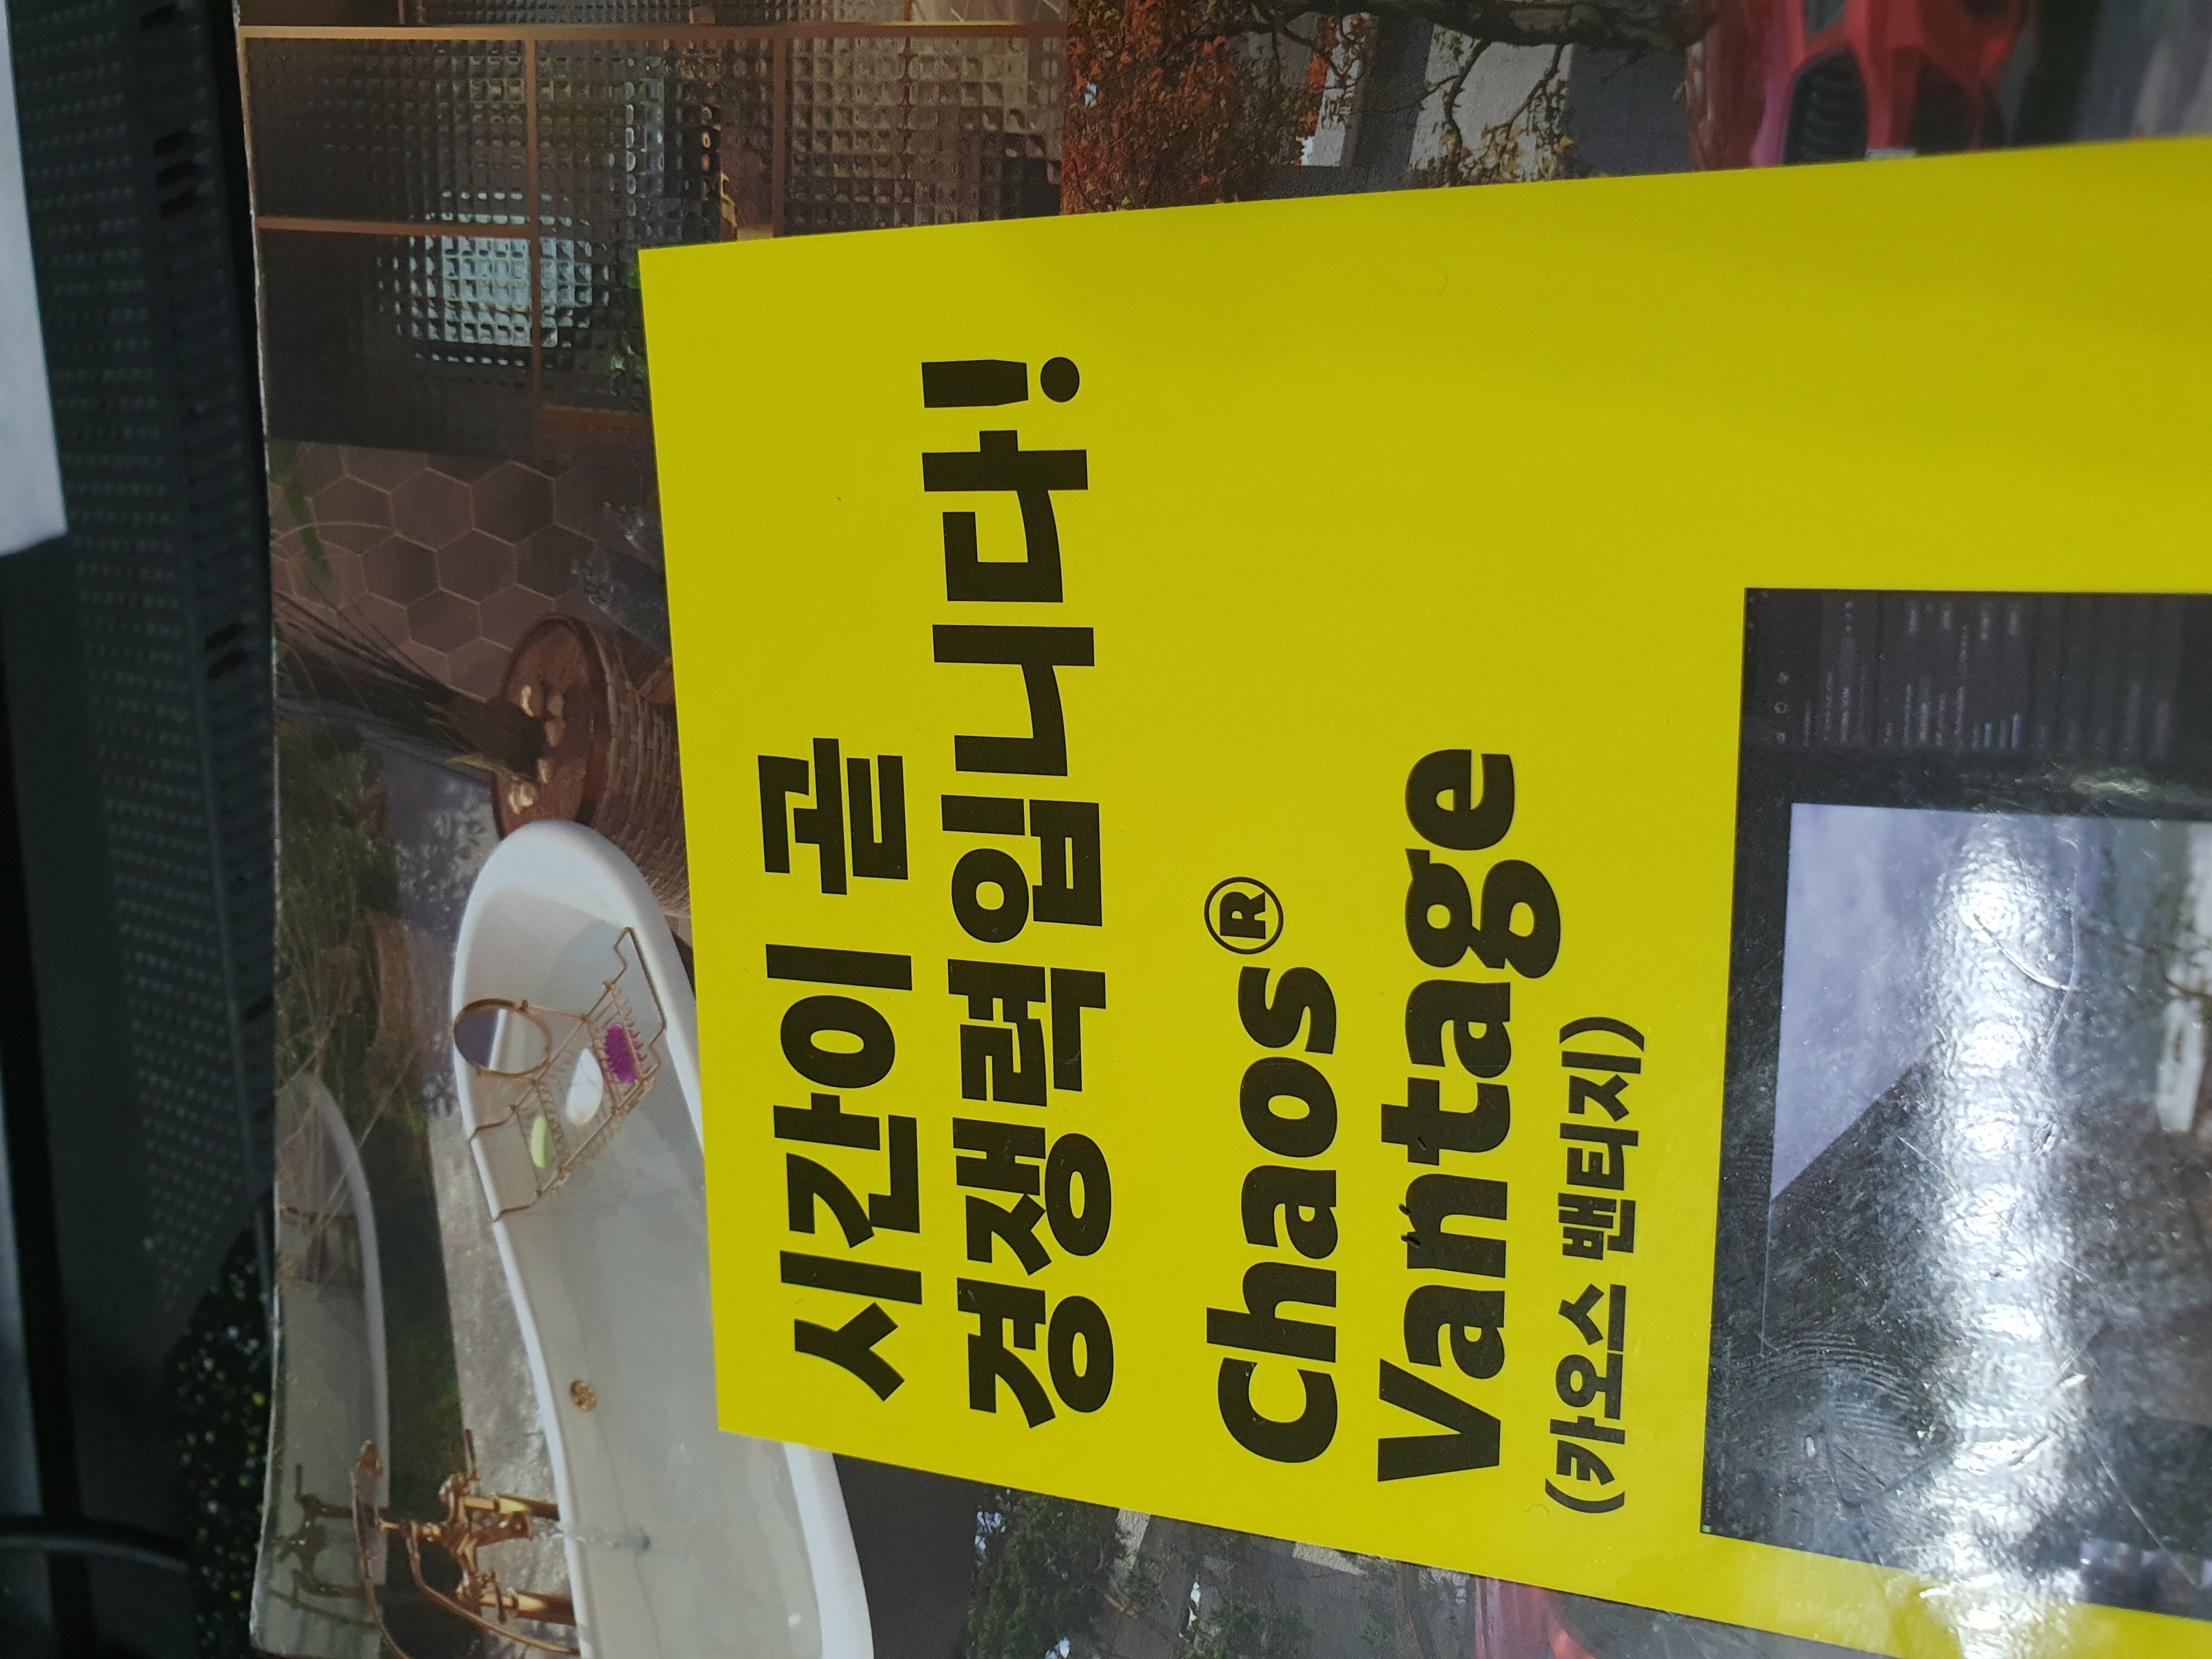 시간이 곧
경쟁력입니다!
Chaos®
Vantage
(카오스 밴티지)